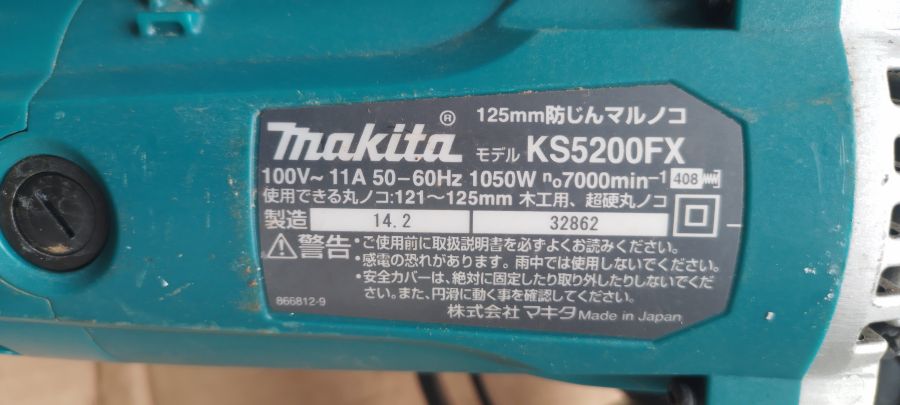 125mm防じんマルノコ
makita® モデル KS5200FX
100V~ 11A 50-60Hz 1050W n₀7000min⁻¹ 408
使用できる丸ノコ:121~125mm 木工用、超硬丸ノコ
製造 14.2 32862
⚠警告・ご使用前に取扱説明書を必ずよくお読みください。
・感電の恐れがあります。雨中では使用しないでください。
・安全カバーは、絶対に固定したり取り外したりしないでくだ
さい。また、円滑に動く事を確認してください。
866812-9
株式会社マキタ Made in Japan